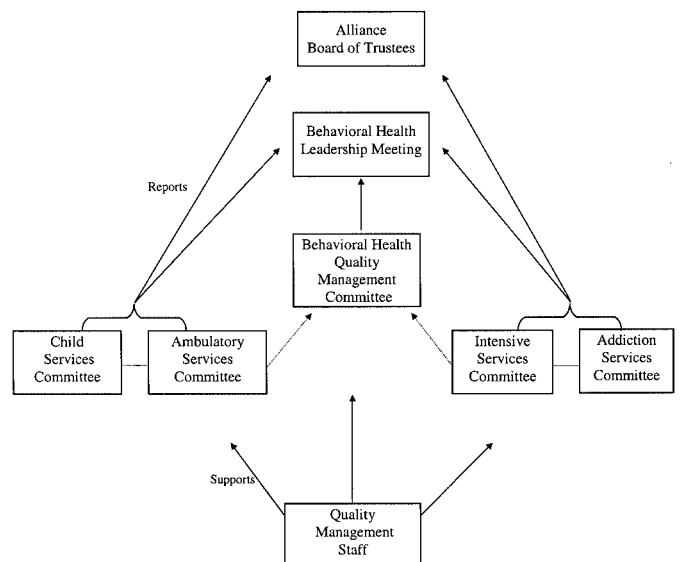 Alliance
Board of Trustees
Behavioral Health
Leadership Meeting
Reports
Behavioral Health
Quality
Management
Committee
Child
Services
Committee
Ambulatory
Services
Committee
Intensive
Services
Committee
Addiction
Services
Committee
Supports
Quality
Management
Staff